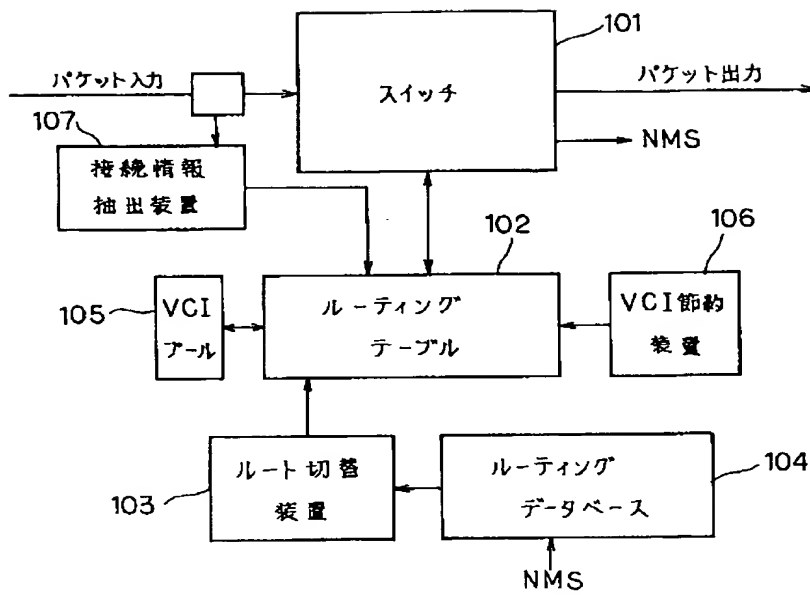 101
パケット入力
スイッチ
パケット出力
107
NMS
接続情報
抽出装置
102
106
105
VCI
プール
ルーティング
テーブル
VCI節約
装置
103
ルート切替
装置
ルーティング
データベース
104
NMS